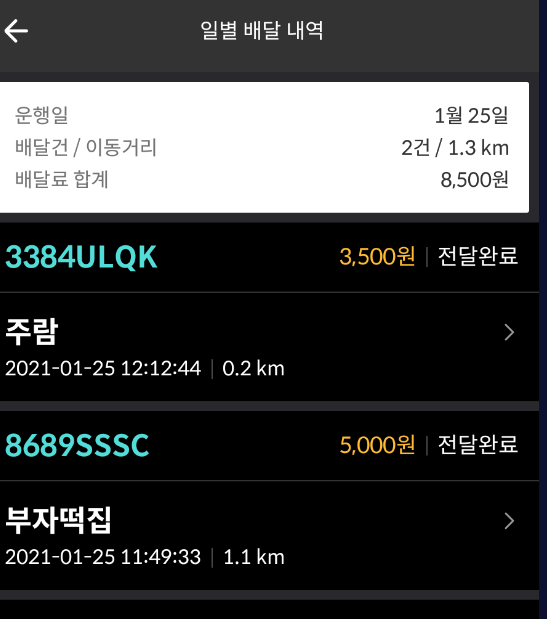 일별 배달 내역
운행일 1월 25일
배달건 / 이동거리 2건 / 1.3 km
배달료 합계 8,500원
3384ULQK 3,500원 | 전달완료
주람
2021-01-25 12:12:44 | 0.2 km
8689SSSC 5,000원 | 전달완료
부자떡집
2021-01-25 11:49:33 | 1.1 km